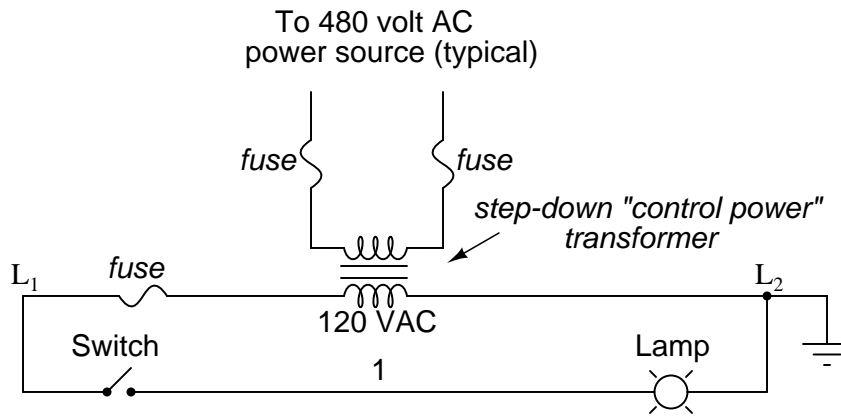 To 480 volt AC
power source (typical)
fuse
fuse
step-down "control power"
transformer
L1
fuse
L2
120 VAC
Switch
1
Lamp